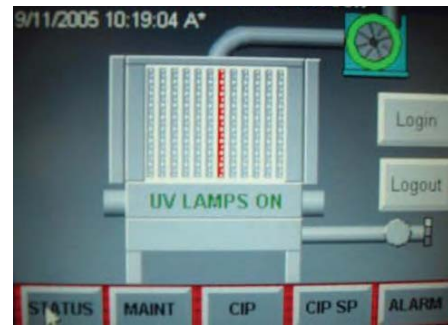 9/11/2005 10:19:04 A*
Login
Logout
UV LAMPS ON
STATUS MAINT CIP CIP SP ALARM